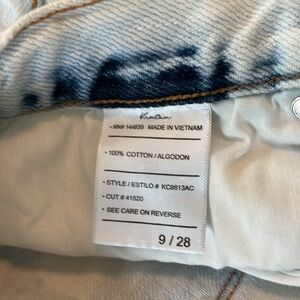 KanCan
• RN# 144635 MADE IN VIETNAM
• 100% COTTON / ALGODON
• STYLE / ESTILO # KC8613AC
• CUT # 41520
• SEE CARE ON REVERSE
9 / 28